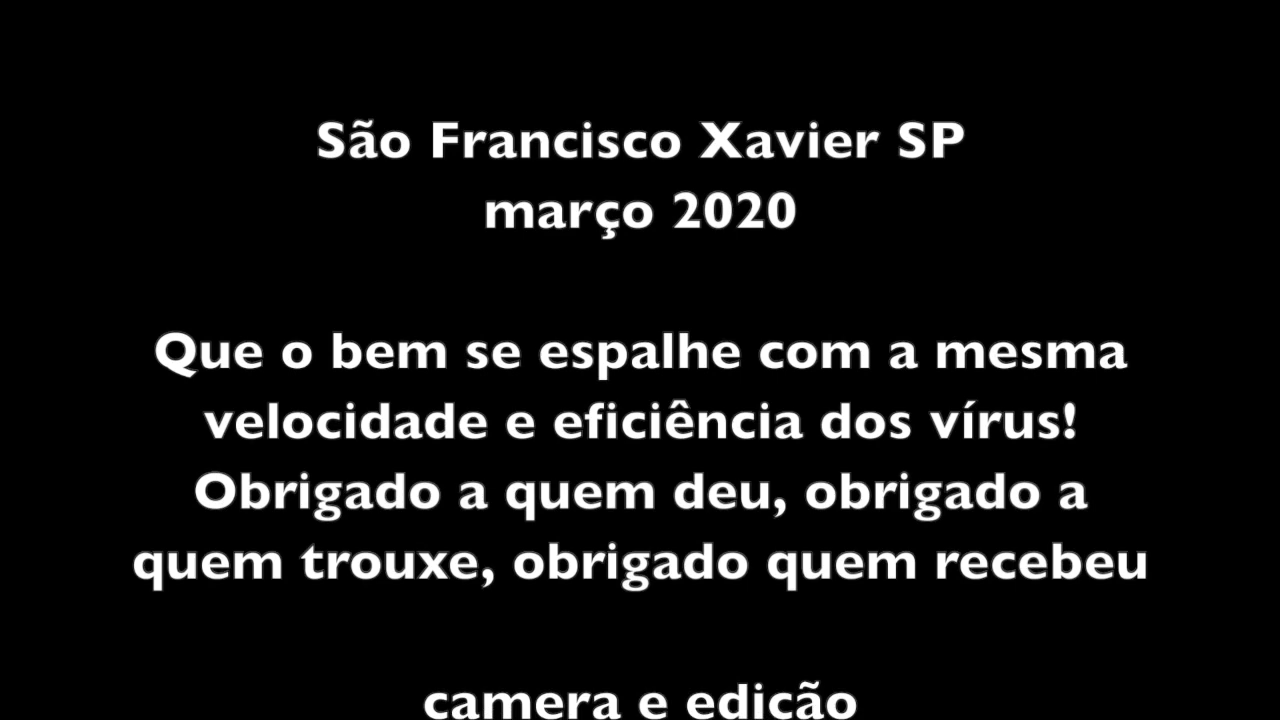 São Francisco Xavier SP
março 2020
Que o bem se espalhe com a mesma
velocidade e eficiência dos vírus!
Obrigado a quem deu, obrigado a
quem trouxe, obrigado quem recebeu
camera e edição